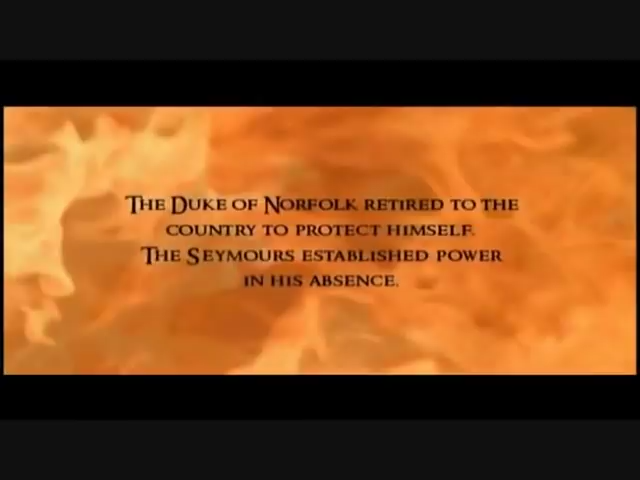 The Duke of Norfolk retired to the
country to protect himself.
The Seymours established power
in his absence.